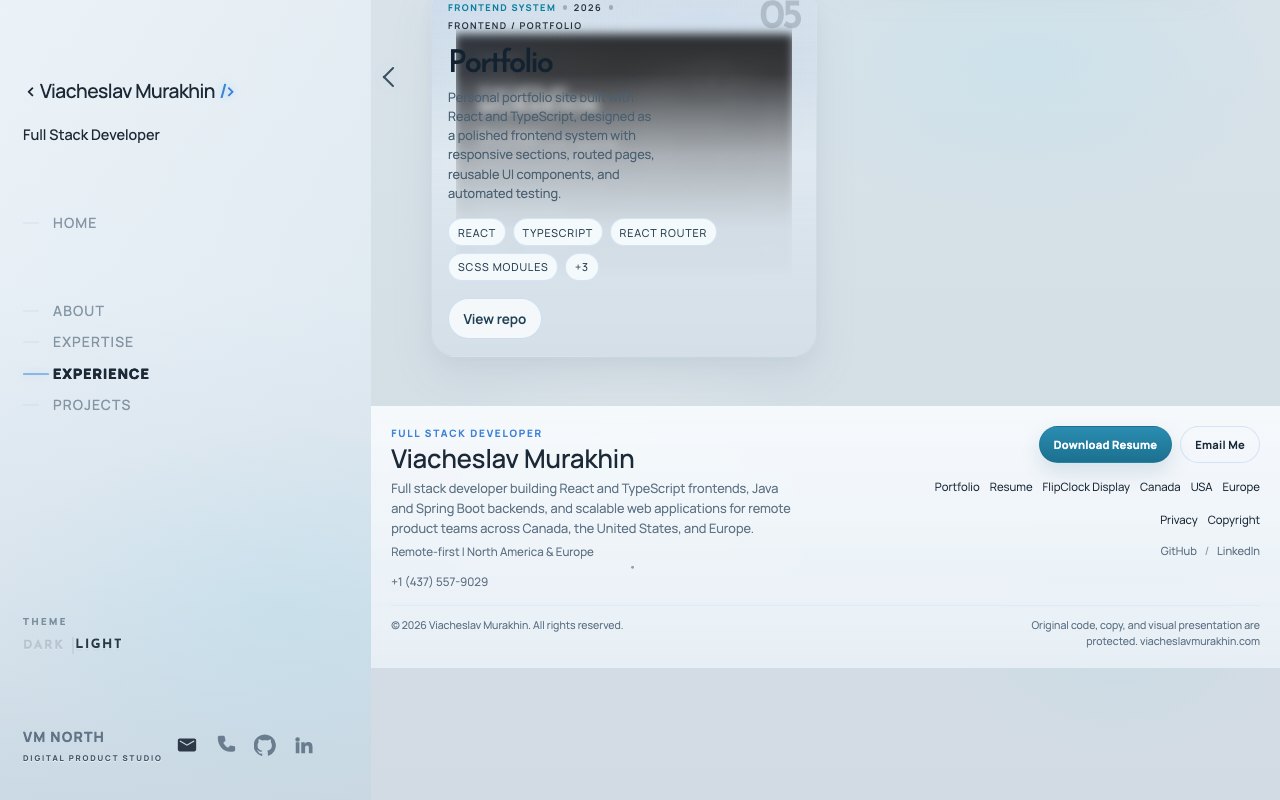 Viacheslav Murakhin />
Full Stack Developer
HOME
ABOUT
EXPERTISE
EXPERIENCE
PROJECTS
THEME
DARK | LIGHT
VM NORTH
DIGITAL PRODUCT STUDIO
FRONTEND SYSTEM • 2026 •
FRONTEND / PORTFOLIO
05
Portfolio
Personal portfolio site built with
React and TypeScript, designed as
a polished frontend system with
responsive sections, routed pages,
reusable UI components, and
automated testing.
REACT TYPESCRIPT REACT ROUTER
SCSS MODULES +3
View repo
FULL STACK DEVELOPER
Viacheslav Murakhin
Full stack developer building React and TypeScript frontends, Java
and Spring Boot backends, and scalable web applications for remote
product teams across Canada, the United States, and Europe.
Remote-first | North America & Europe
+1 (437) 557-9029
Download Resume Email Me
Portfolio Resume FlipClock Display Canada USA Europe
Privacy Copyright
GitHub / LinkedIn
© 2026 Viacheslav Murakhin. All rights reserved.
Original code, copy, and visual presentation are
protected. viacheslavmurakhin.com